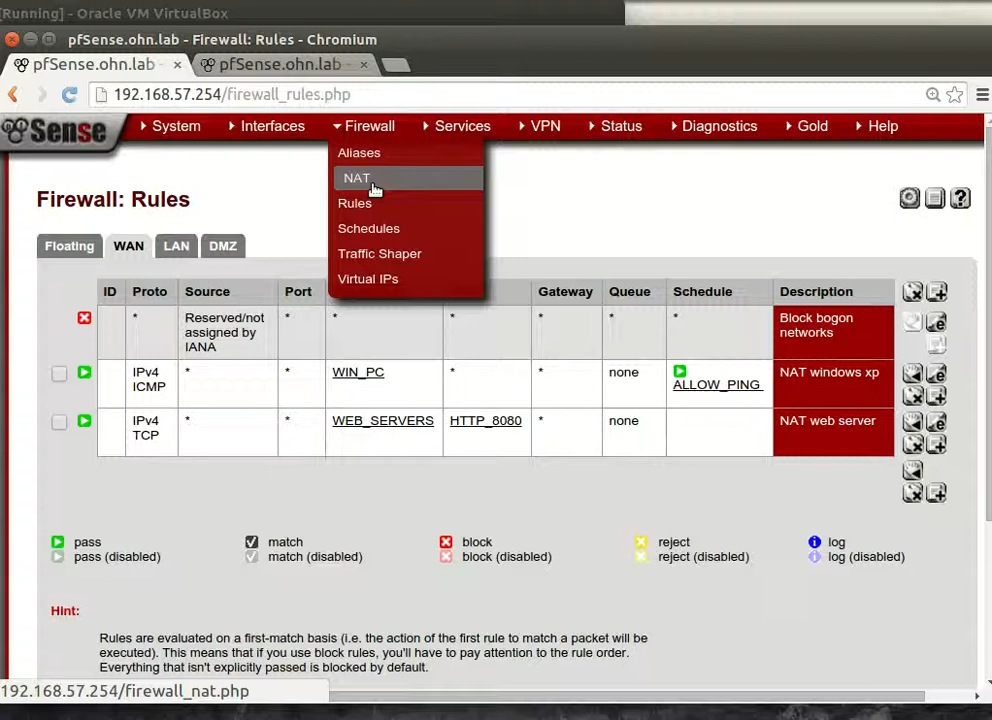 [Running] - Oracle VM VirtualBox
pfSense.ohn.lab - Firewall: Rules - Chromium
pfSense.ohn.lab - × pfSense.ohn.lab - ×
192.168.57.254/firewall_rules.php
Sense System Interfaces Firewall Services VPN Status Diagnostics Gold Help
Aliases
NAT
Rules
Schedules
Traffic Shaper
Virtual IPs
Firewall: Rules
Floating WAN LAN DMZ
ID Proto Source Port Gateway Queue Schedule Description
* Reserved/not assigned by IANA * * * * * * Block bogon networks
IPv4 ICMP * * WIN_PC * * none ALLOW_PING NAT windows xp
IPv4 TCP * * WEB_SERVERS HTTP_8080 * none NAT web server
pass match block reject log
pass (disabled) match (disabled) block (disabled) reject (disabled) log (disabled)
Hint:
Rules are evaluated on a first-match basis (i.e. the action of the first rule to match a packet will be
executed). This means that if you use block rules, you'll have to pay attention to the rule order.
Everything that isn't explicitly passed is blocked by default.
192.168.57.254/firewall_nat.php